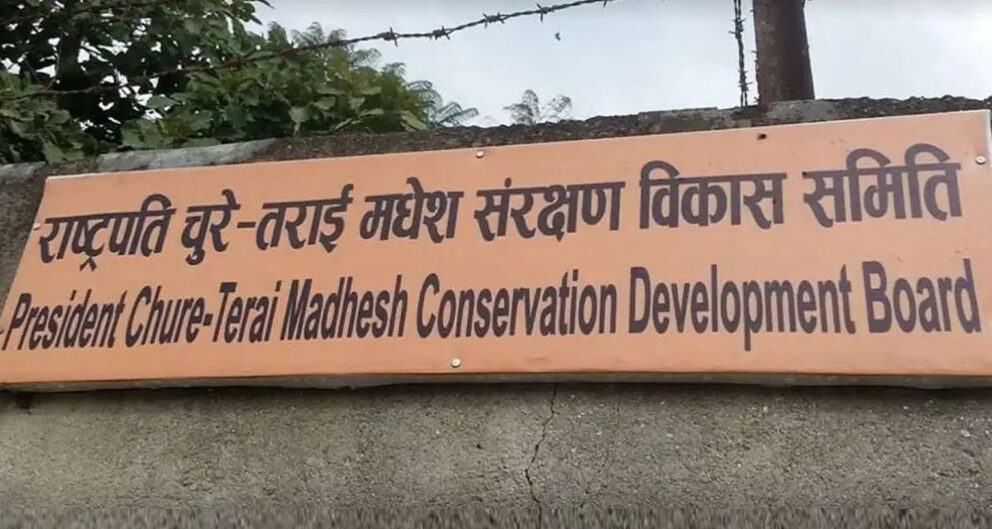 राष्ट्रपति चुरे-तराई मधेश संरक्षण विकास समिति
President Chure-Terai Madhesh Conservation Development Board